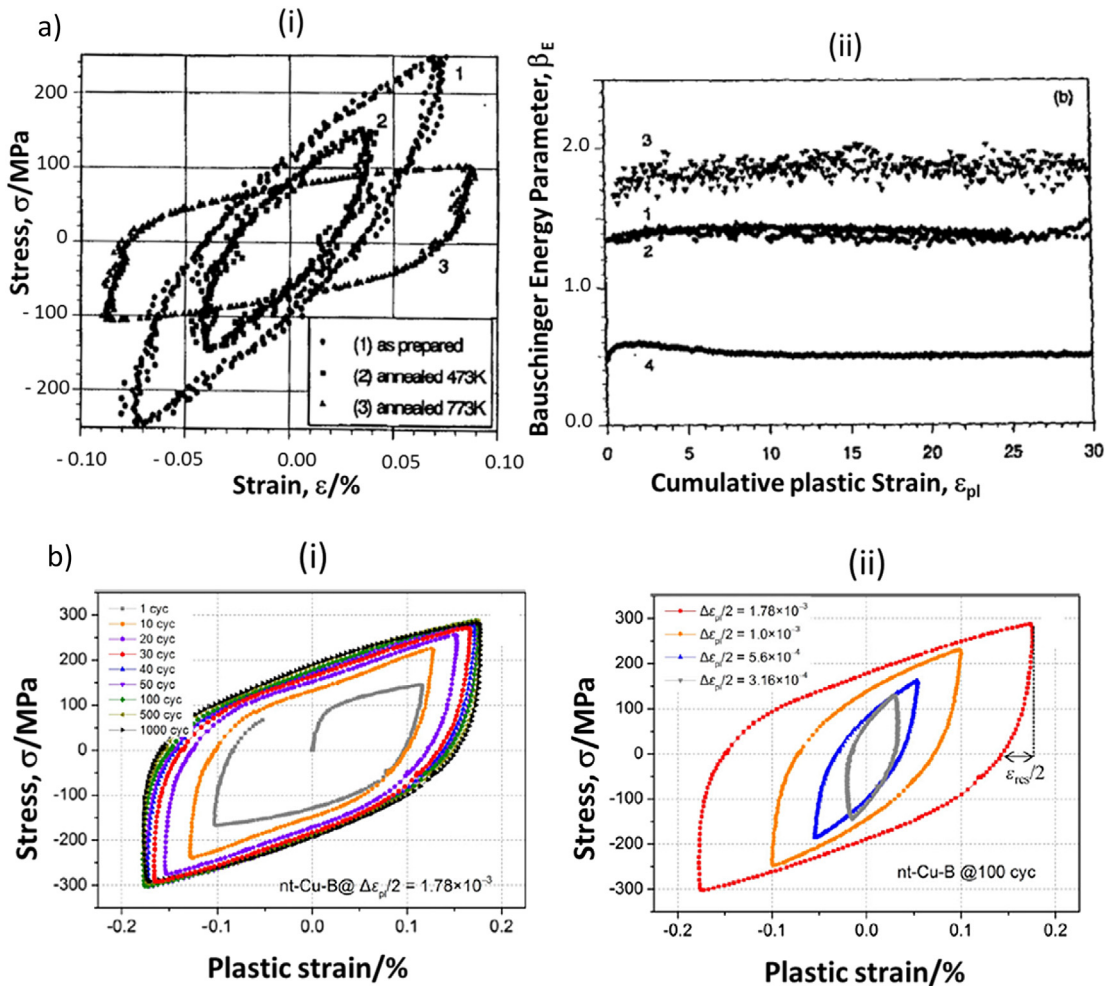 a)
(i)
Stress, σ/MPa
200
100
0
- 100
- 200
1
2
3
(1) as prepared
(2) annealed 473K
(3) annealed 773K
- 0.10
- 0.05
0.00
0.05
0.10
Strain, ε/%
(ii)
Bauschinger Energy Parameter, βE
(b)
2.0
1.0
0.0
3
1
2
4
0
5
10
15
20
25
30
Cumulative plastic Strain, εpl
b)
(i)
Stress, σ/MPa
300
200
100
0
-100
-200
-300
1 cyc
10 cyc
20 cyc
30 cyc
40 cyc
50 cyc
100 cyc
500 cyc
1000 cyc
nt-Cu-B@ Δεpl/2 = 1.78×10⁻³
-0.2
-0.1
0.0
0.1
0.2
Plastic strain/%
(ii)
Stress, σ/MPa
300
200
100
0
-100
-200
-300
Δεpl/2 = 1.78×10⁻³
Δεpl/2 = 1.0×10⁻³
Δεpl/2 = 5.6×10⁻⁴
Δεpl/2 = 3.16×10⁻⁴
εres/2
nt-Cu-B @100 cyc
-0.2
-0.1
0.0
0.1
0.2
Plastic strain/%